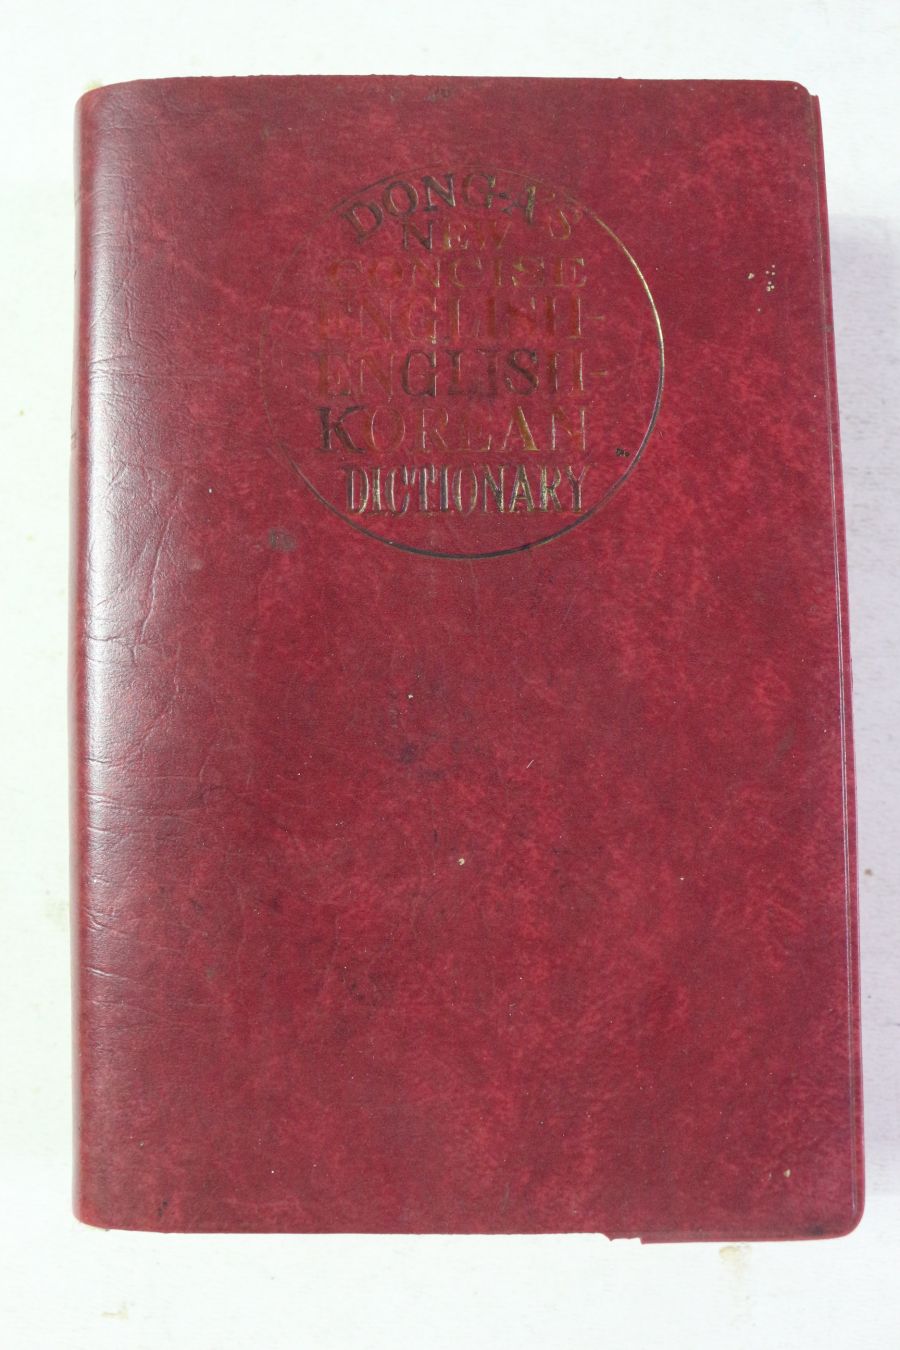 DONG-A'S
NEW
CONCISE
ENGLISH-
ENGLISH-
KOREAN
DICTIONARY